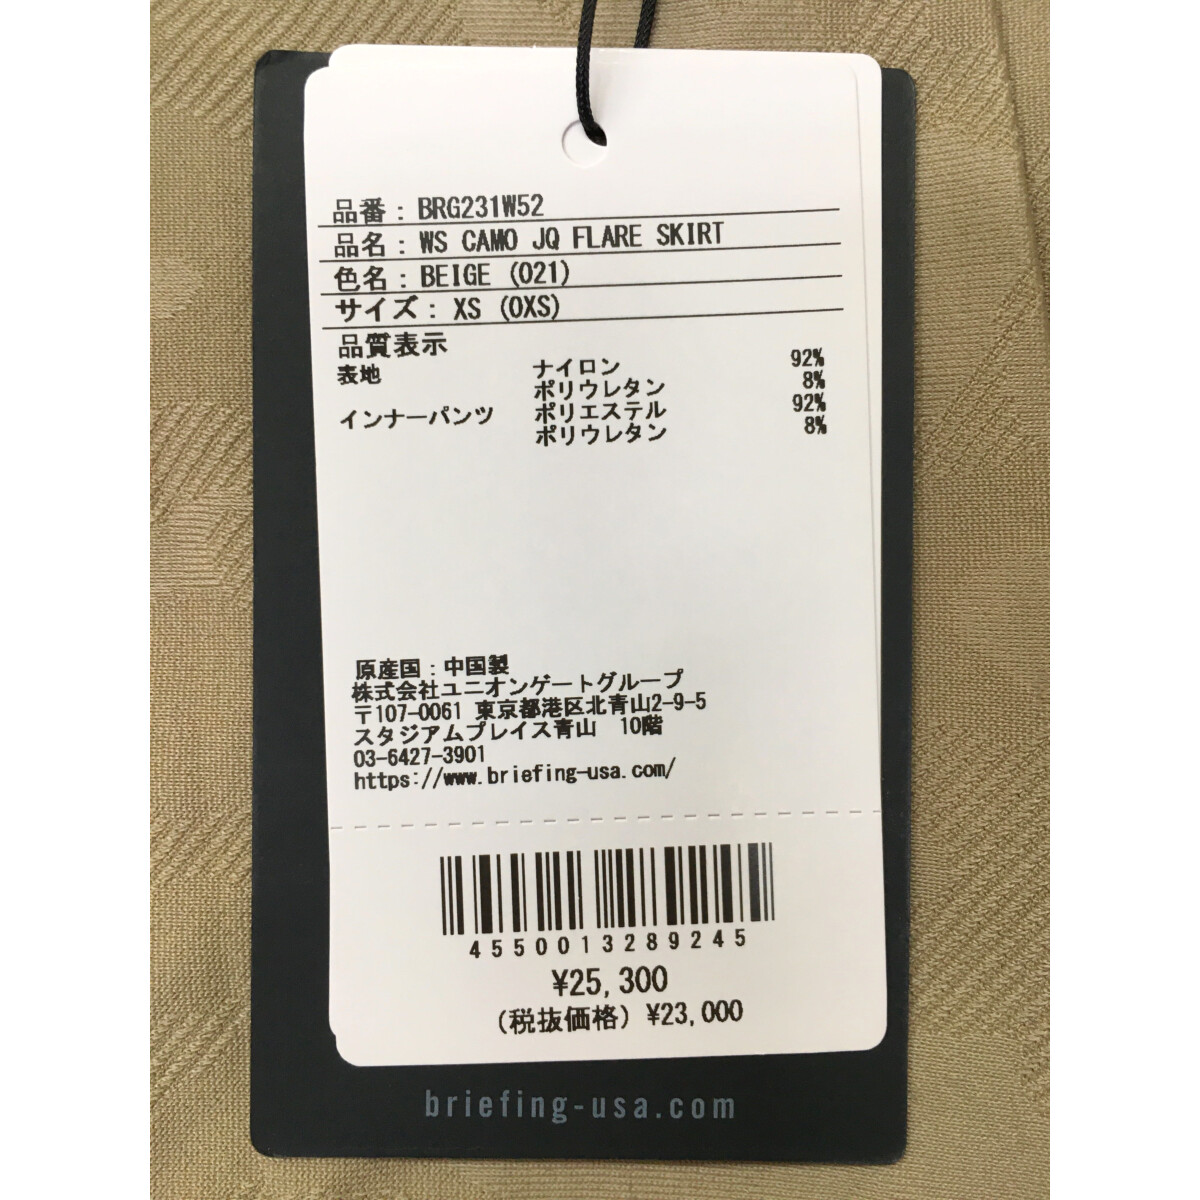 品番：BRG231W52
品名：WS CAMO JQ FLARE SKIRT
色名：BEIGE (021)
サイズ：XS (OXS)
品質表示
表地 ナイロン 92%
ポリウレタン 8%
インナーパンツ ポリエステル 92%
ポリウレタン 8%
原産国：中国製
株式会社ユニオンゲートグループ
〒107-0061 東京都港区北青山2-9-5
スタジアムプレイス青山 10階
03-6427-3901
https://www.briefing-usa.com/
4550013289245
¥25,300
(税抜価格) ¥23,000
briefing-usa.com